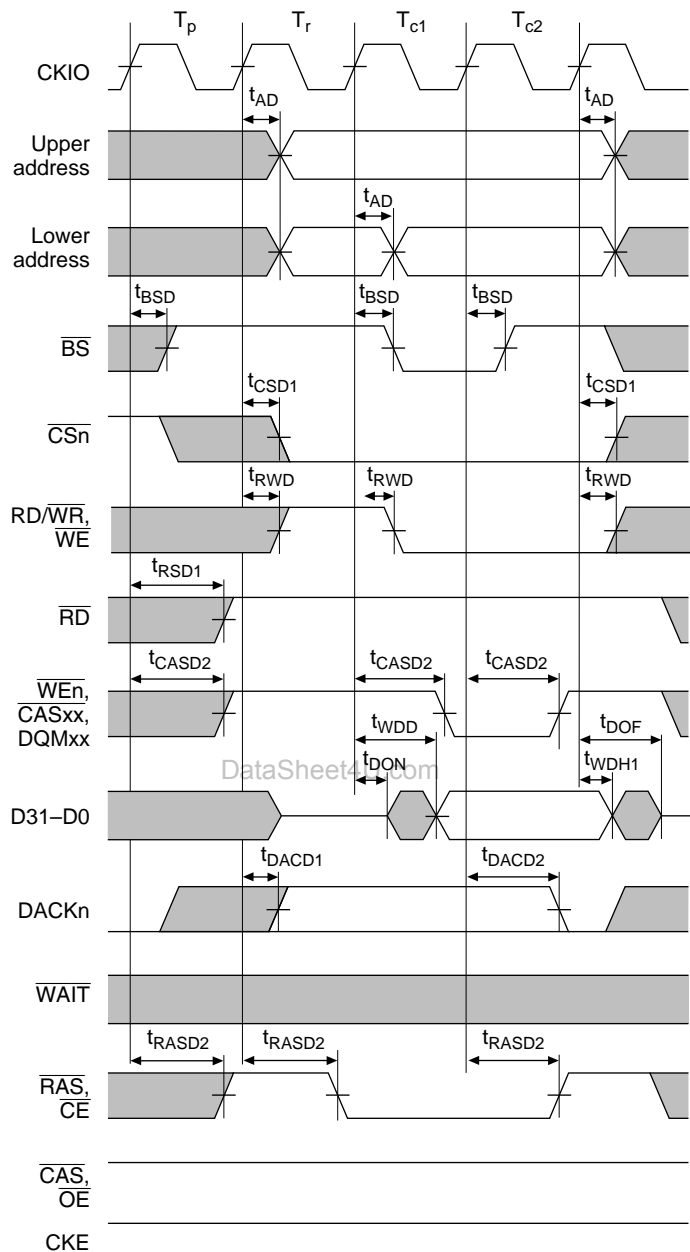 Tp Tr Tc1 Tc2
CKIO
tAD tAD
Upper
address
tAD
Lower
address
tBSD tBSD tBSD
BS
tCSD1 tCSD1
CSn
tRWD tRWD tRWD
RD/WR,
WE
tRSD1
RD
tCASD2 tCASD2 tCASD2
WEn,
CASxx,
DQMxx
tWDD tDOF
DataSheet4U.com
tDON tWDH1
D31–D0
tDACD1 tDACD2
DACKn
WAIT
tRASD2 tRASD2 tRASD2
RAS,
CE
CAS,
OE
CKE